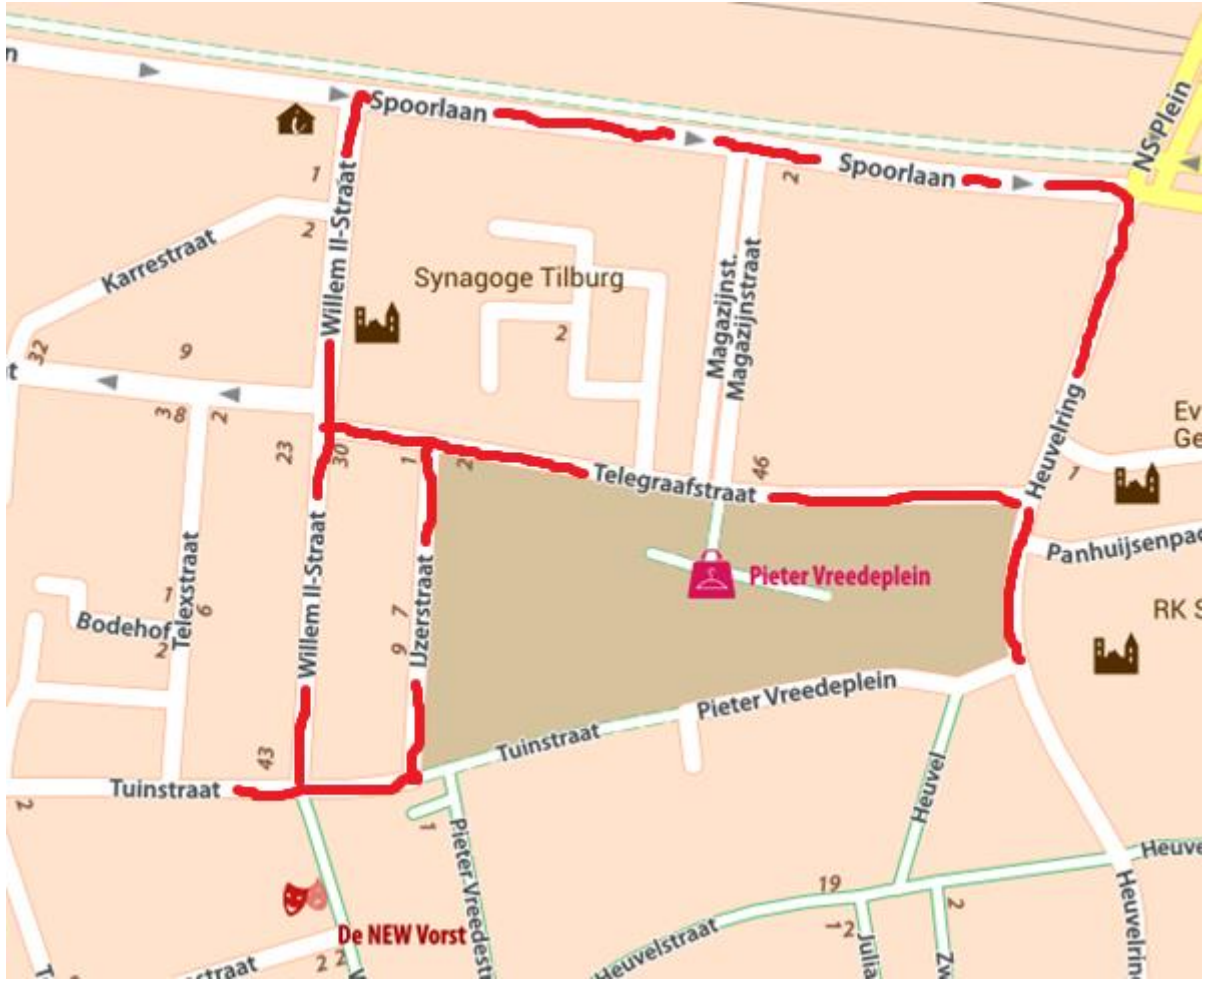 n
Spoorlaan
NS Plein
Spoorlaan
1
2
2
Willem II-Straat
Karrestraat
Synagoge Tilburg
Magazijnst.
Magazijnstraat
2
32
9
t
38
2
23
30
1
2
46
Telegraafstraat
Heuvelring
1
Ev
Ge
Panhuijsenpad
Pieter Vreedeplein
RK S
Willem II-Straat
IJzerstraat
7
9
Telexstraat
1
6
Bodehof
2
Pieter Vreedeplein
Tuinstraat
43
Tuinstraat
2
1
Pieter Vreedestr
Heuvel
Heuve
Heuvelring
19
2
12
Julia
Zw
Heuvelstraat
De NEW Vorst
straat
2
2
T
W